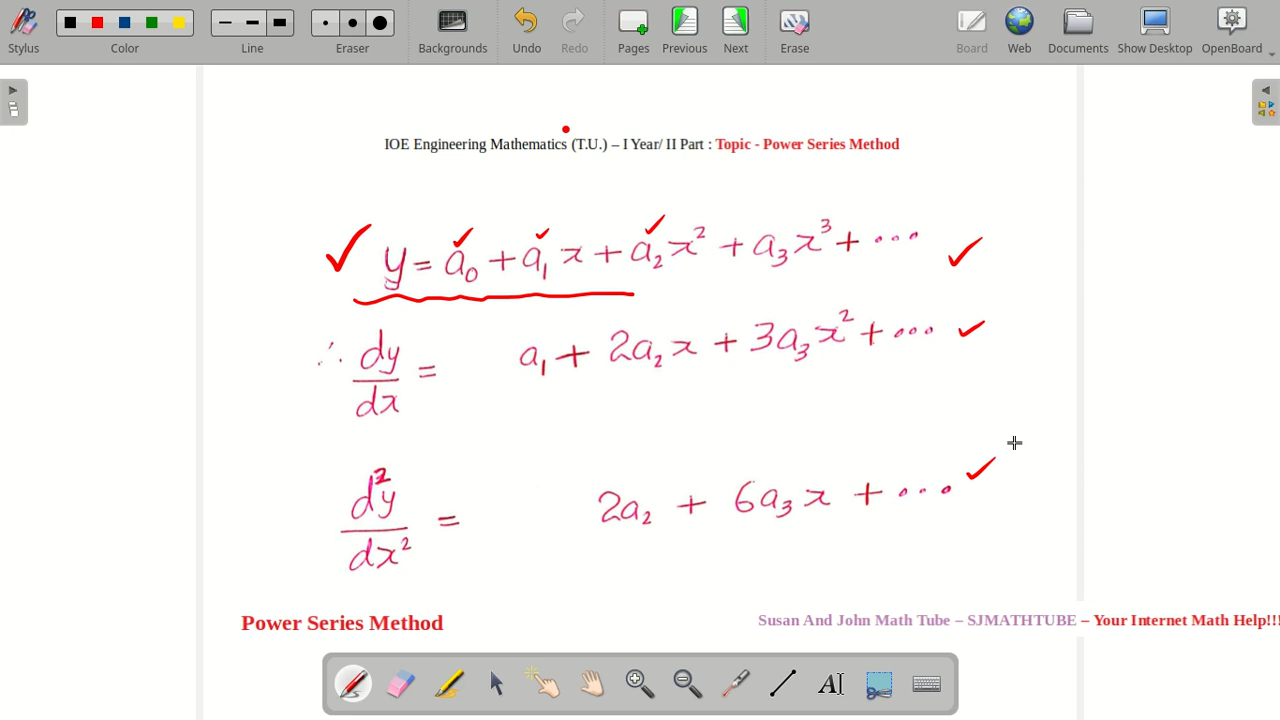 Stylus Color Line Eraser Backgrounds Undo Redo Pages Previous Next Erase Board Web Documents Show Desktop OpenBoard
IOE Engineering Mathematics (T.U.) – I Year/ II Part : Topic - Power Series Method
y = a₀ + a₁x + a₂x² + a₃x³ + ...
∴ dy/dx = a₁ + 2a₂x + 3a₃x² + ...
d²y/dx² = 2a₂ + 6a₃x + ...
Power Series Method
Susan And John Math Tube – SJMATHTUBE – Your Internet Math Help!!!
AI